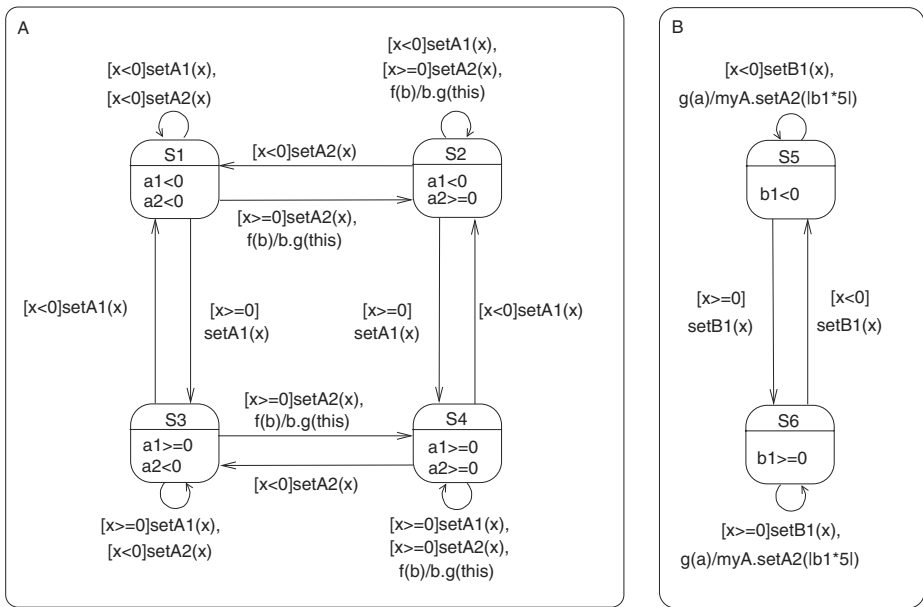 A
[x<0]setA1(x),
[x<0]setA2(x)
[x<0]setA1(x),
[x>=0]setA2(x),
f(b)/b.g(this)
S1
a1<0
a2<0
[x<0]setA2(x)
[x>=0]setA2(x),
f(b)/b.g(this)
S2
a1<0
a2>=0
[x<0]setA1(x)
[x>=0]
setA1(x)
[x>=0]
setA1(x)
[x<0]setA1(x)
S3
a1>=0
a2<0
[x>=0]setA2(x),
f(b)/b.g(this)
[x<0]setA2(x)
S4
a1>=0
a2>=0
[x>=0]setA1(x),
[x<0]setA2(x)
[x>=0]setA1(x),
[x>=0]setA2(x),
f(b)/b.g(this)
B
[x<0]setB1(x),
g(a)/myA.setA2(|b1*5|)
S5
b1<0
[x>=0]
setB1(x)
[x<0]
setB1(x)
S6
b1>=0
[x>=0]setB1(x),
g(a)/myA.setA2(|b1*5|)